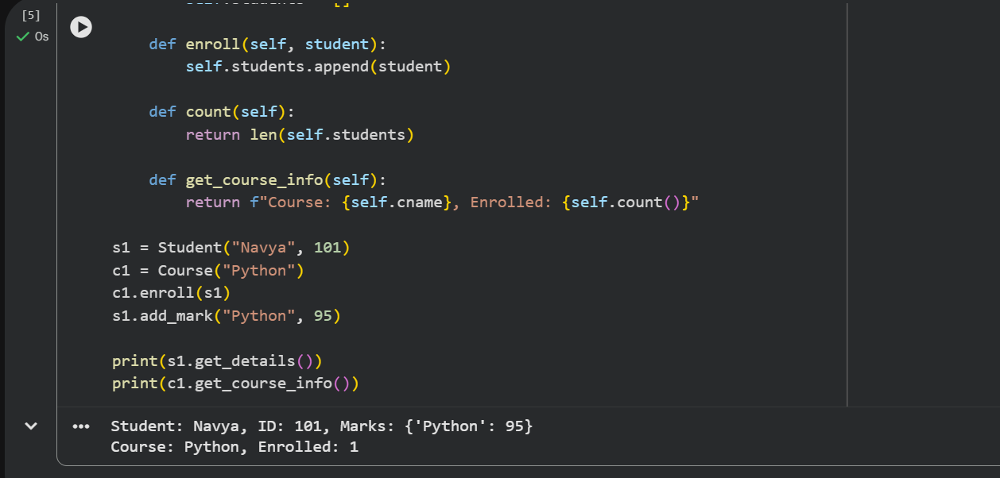 [5]
0s
[]
def enroll(self, student):
self.students.append(student)
def count(self):
return len(self.students)
def get_course_info(self):
return f"Course: {self.cname}, Enrolled: {self.count()}"
s1 = Student("Navya", 101)
c1 = Course("Python")
c1.enroll(s1)
s1.add_mark("Python", 95)
print(s1.get_details())
print(c1.get_course_info())
Student: Navya, ID: 101, Marks: {'Python': 95}
Course: Python, Enrolled: 1